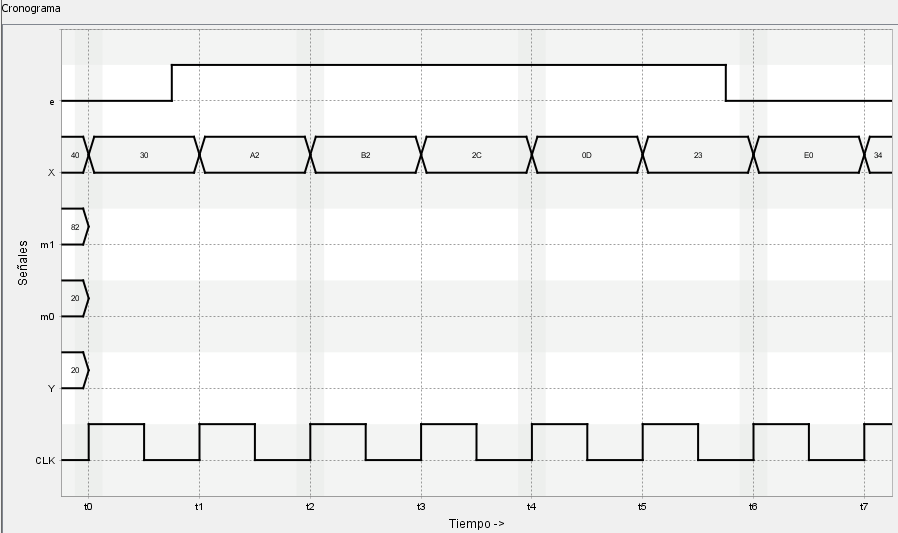 Cronograma
e
X 40 30 A2 B2 2C 0D 23 E0 34
m1 82
m0 20
Y 20
CLK
Señales
t0 t1 t2 t3 t4 t5 t6 t7
Tiempo ->